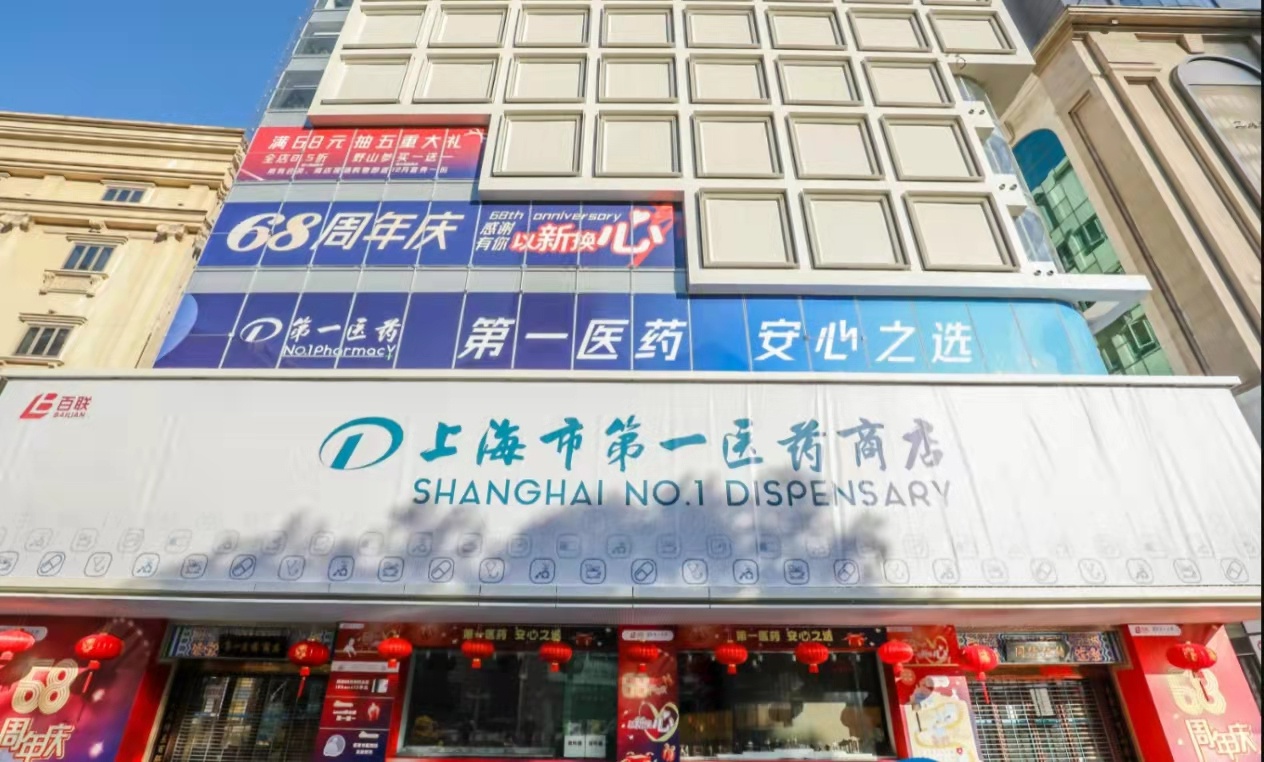 满68元 抽五重大礼
全店0.5折 野山参买一送一
68周年庆
68th anniversary
感谢有你
以新换心
第一医药
No.1Pharmacy
第一医药 安心之选
百联
BAILIAN
上海市第一医药商店
SHANGHAI NO.1 DISPENSARY
第一医药 安心之选
第一医药 安心之选
68
周年庆
68
周年庆